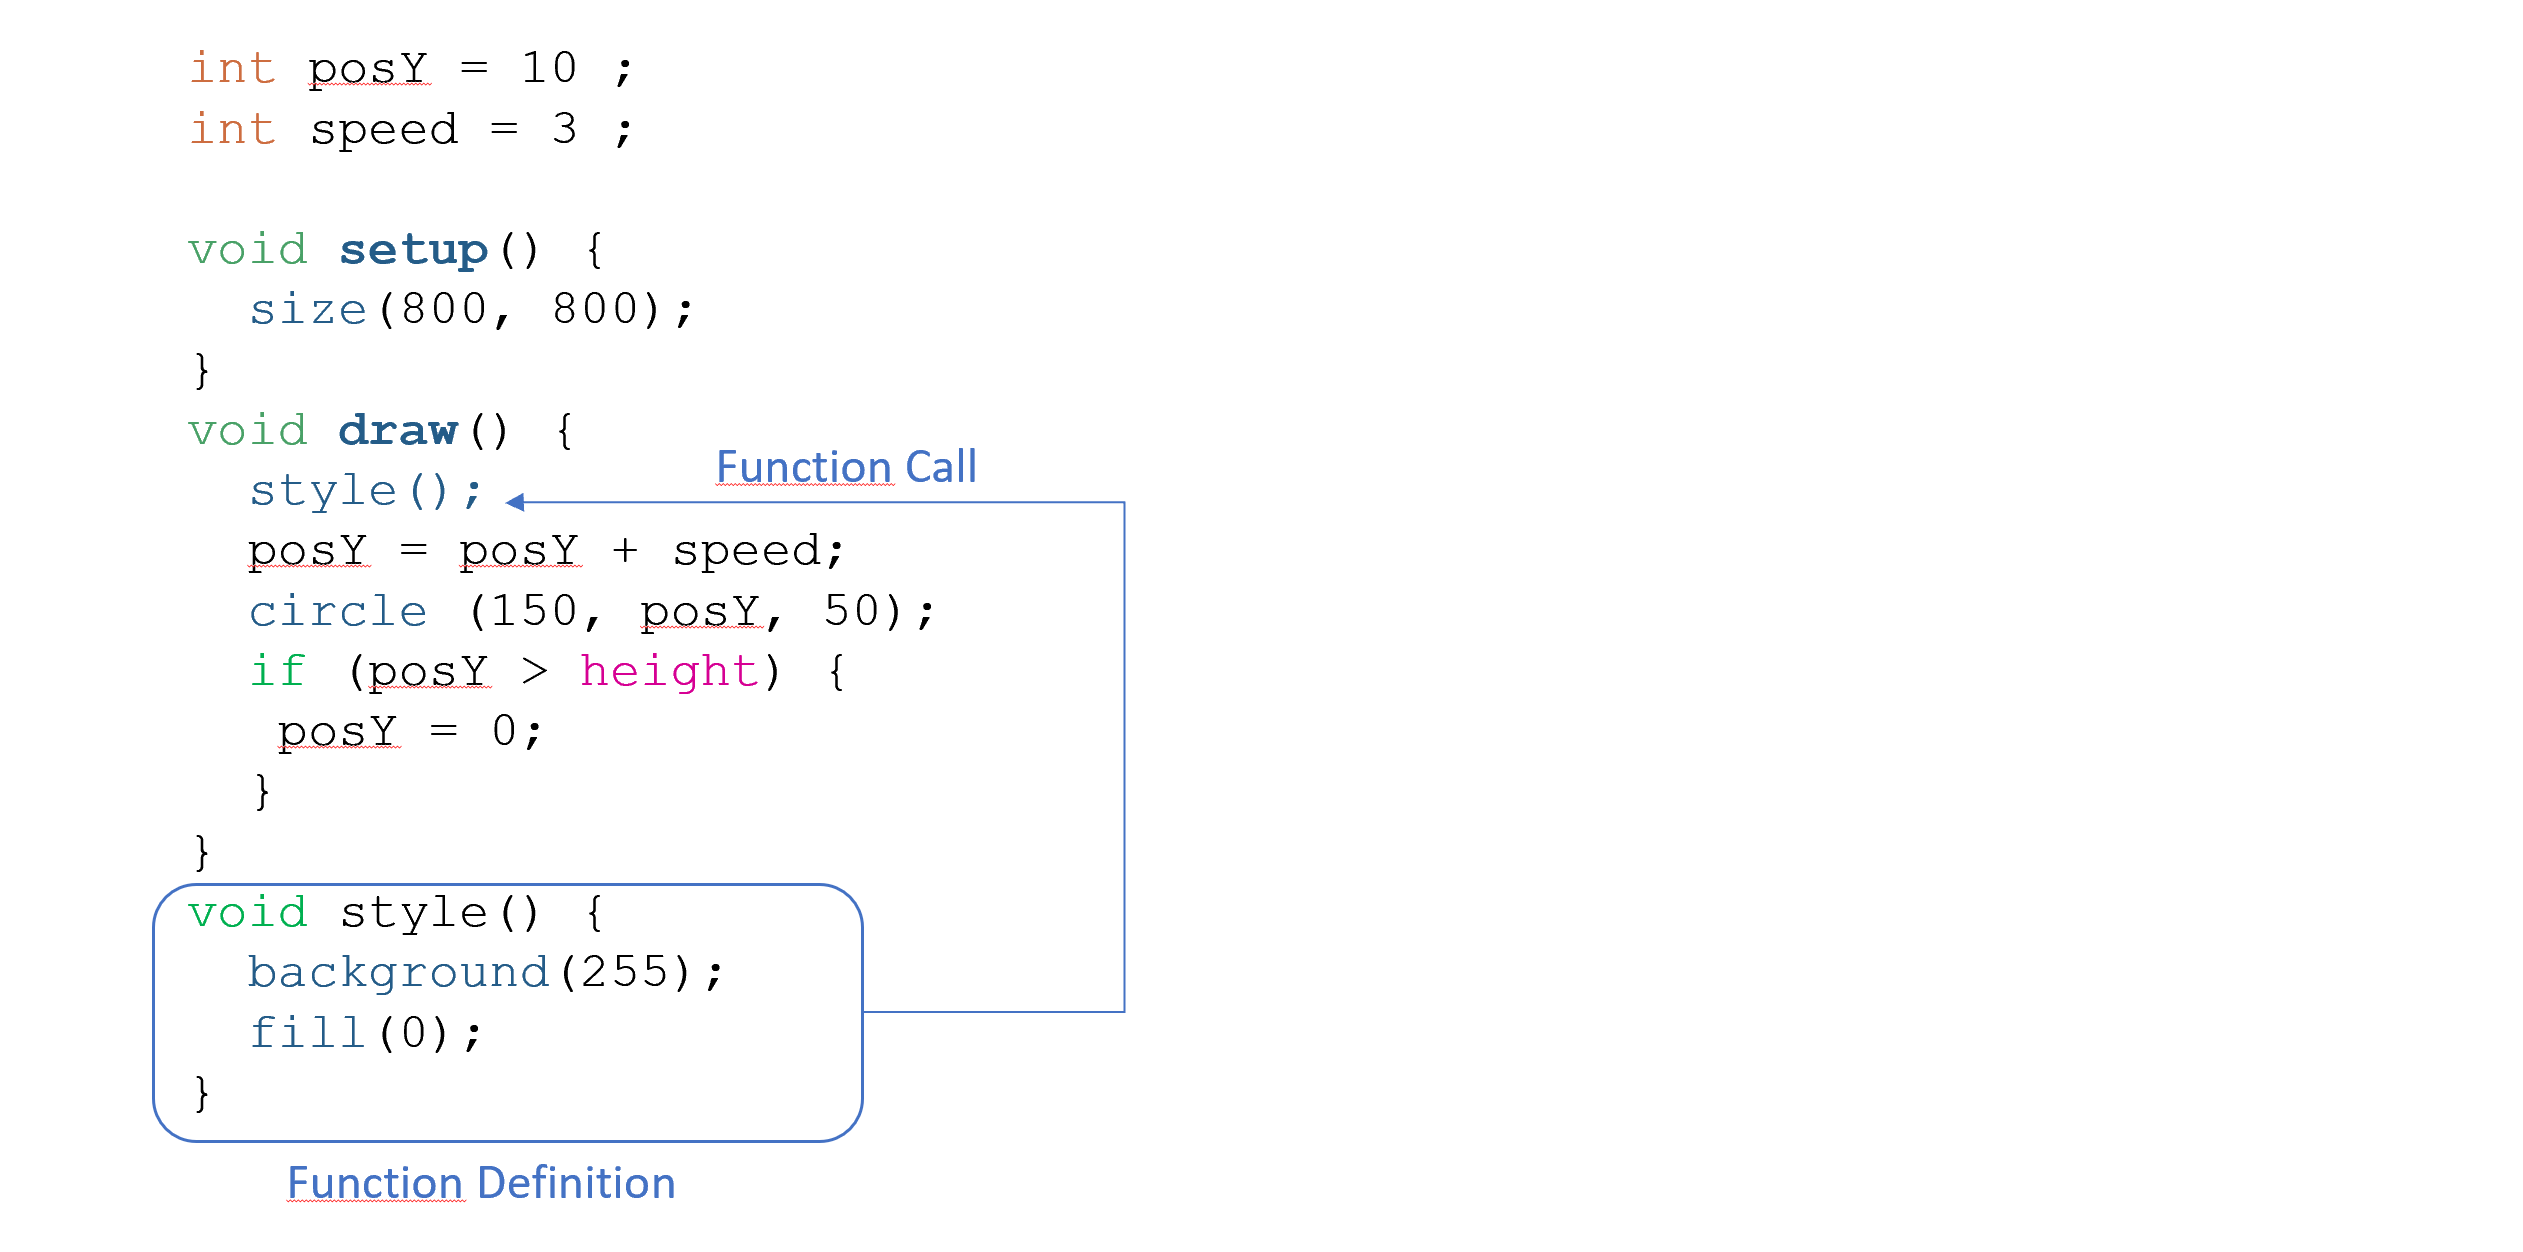 int posY = 10 ;
int speed = 3 ;
void setup() {
size(800, 800);
}
void draw() {
Function Call
style();
posY = posY + speed;
circle (150, posY, 50);
if (posY > height) {
posY = 0;
}
}
void style() {
background(255);
fill(0);
}
Function Definition